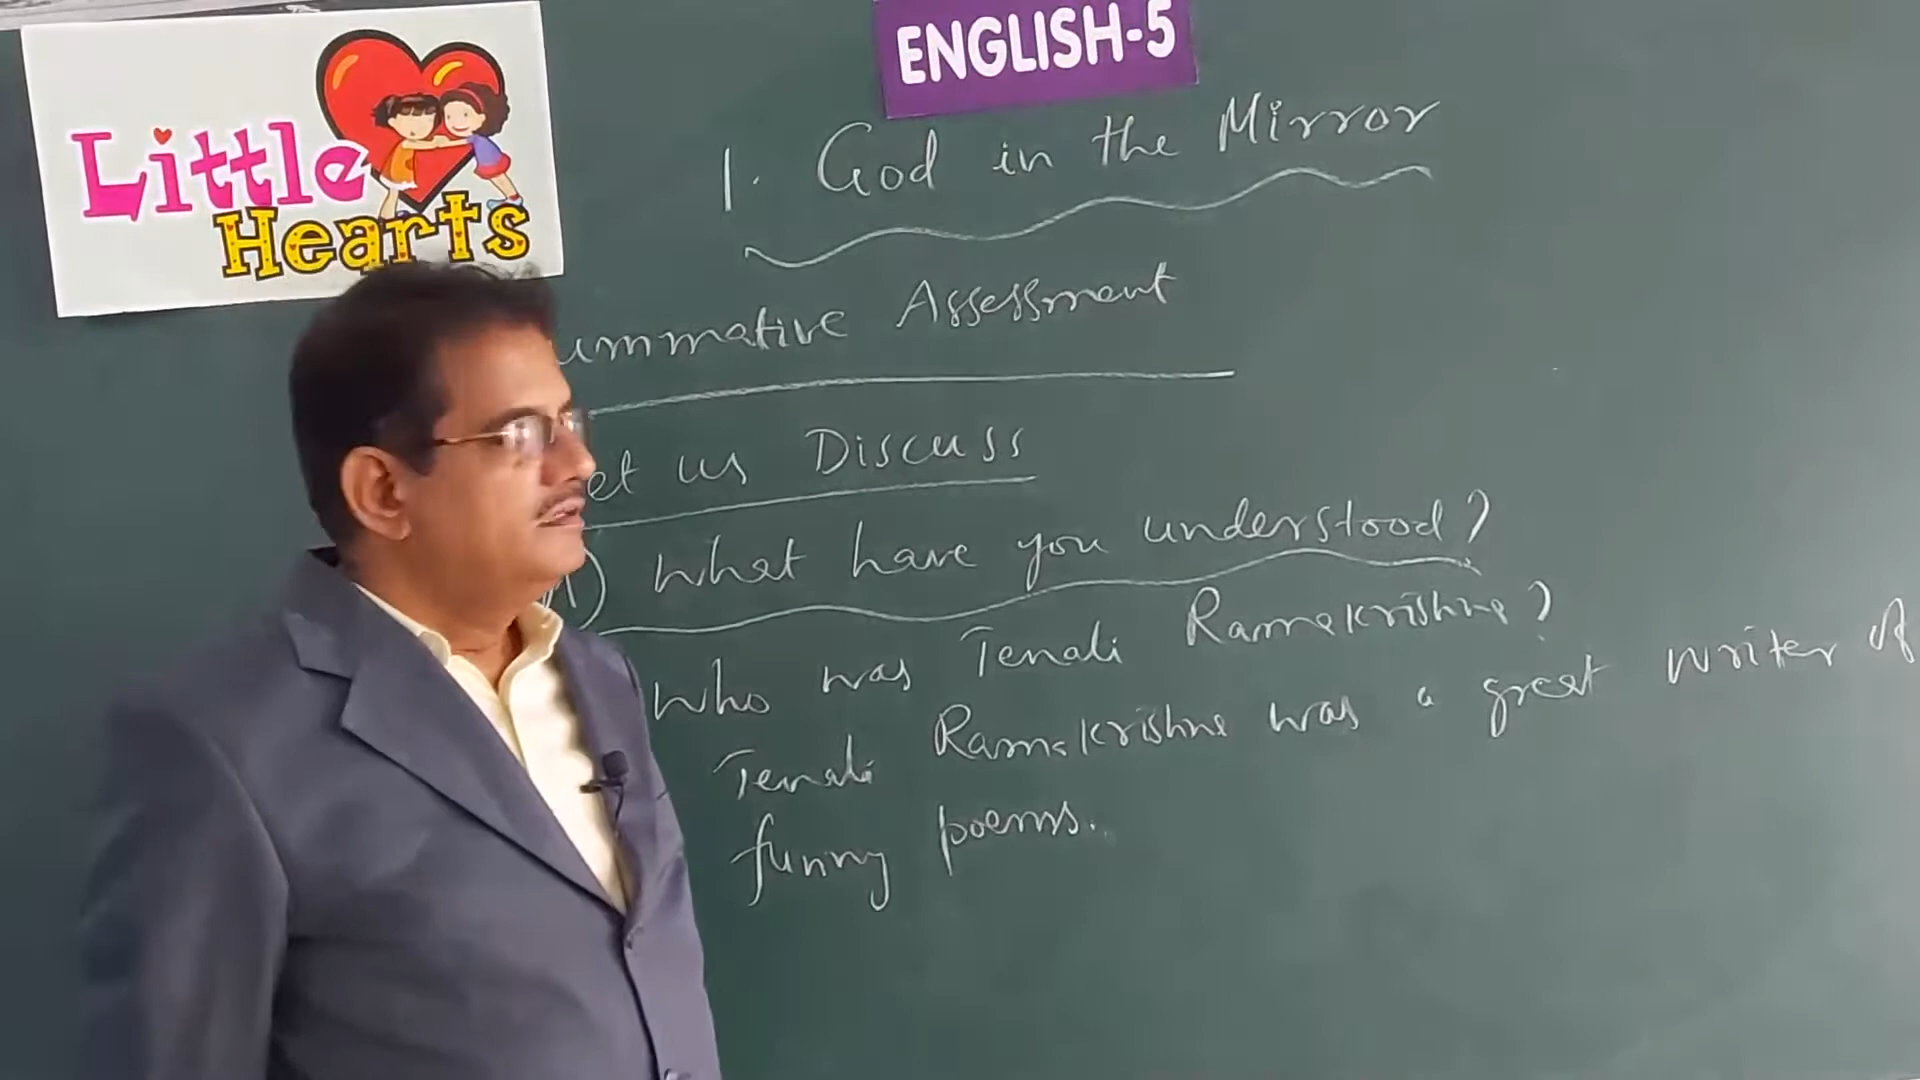 Little
Hearts
ENGLISH-5
1. God in the Mirror
ummative Assessment
et us Discuss
A) What have you understood?
Who was Tenali Ramakrishna?
Tenali Ramakrishna was a great writer of
funny poems.